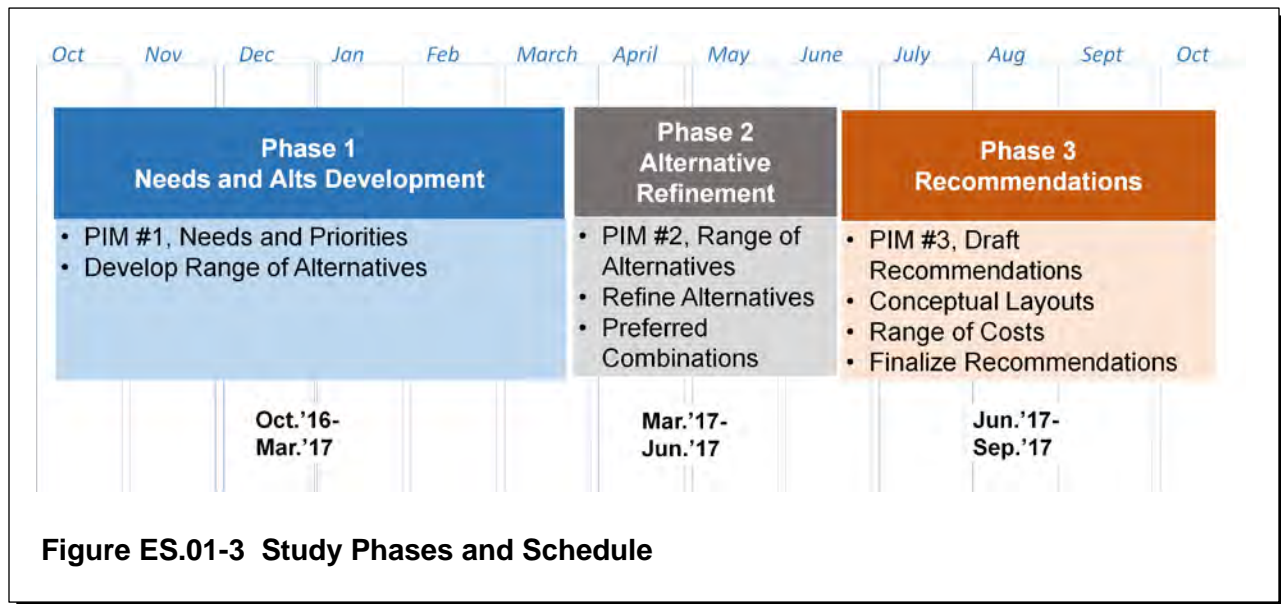 Oct Nov Dec Jan Feb March April May June July Aug Sept Oct
Phase 1
Needs and Alts Development
• PIM #1, Needs and Priorities
• Develop Range of Alternatives
Oct.'16-
Mar.'17
Phase 2
Alternative
Refinement
• PIM #2, Range of
Alternatives
• Refine Alternatives
• Preferred
Combinations
Mar.'17-
Jun.'17
Phase 3
Recommendations
• PIM #3, Draft
Recommendations
• Conceptual Layouts
• Range of Costs
• Finalize Recommendations
Jun.'17-
Sep.'17
Figure ES.01-3 Study Phases and Schedule